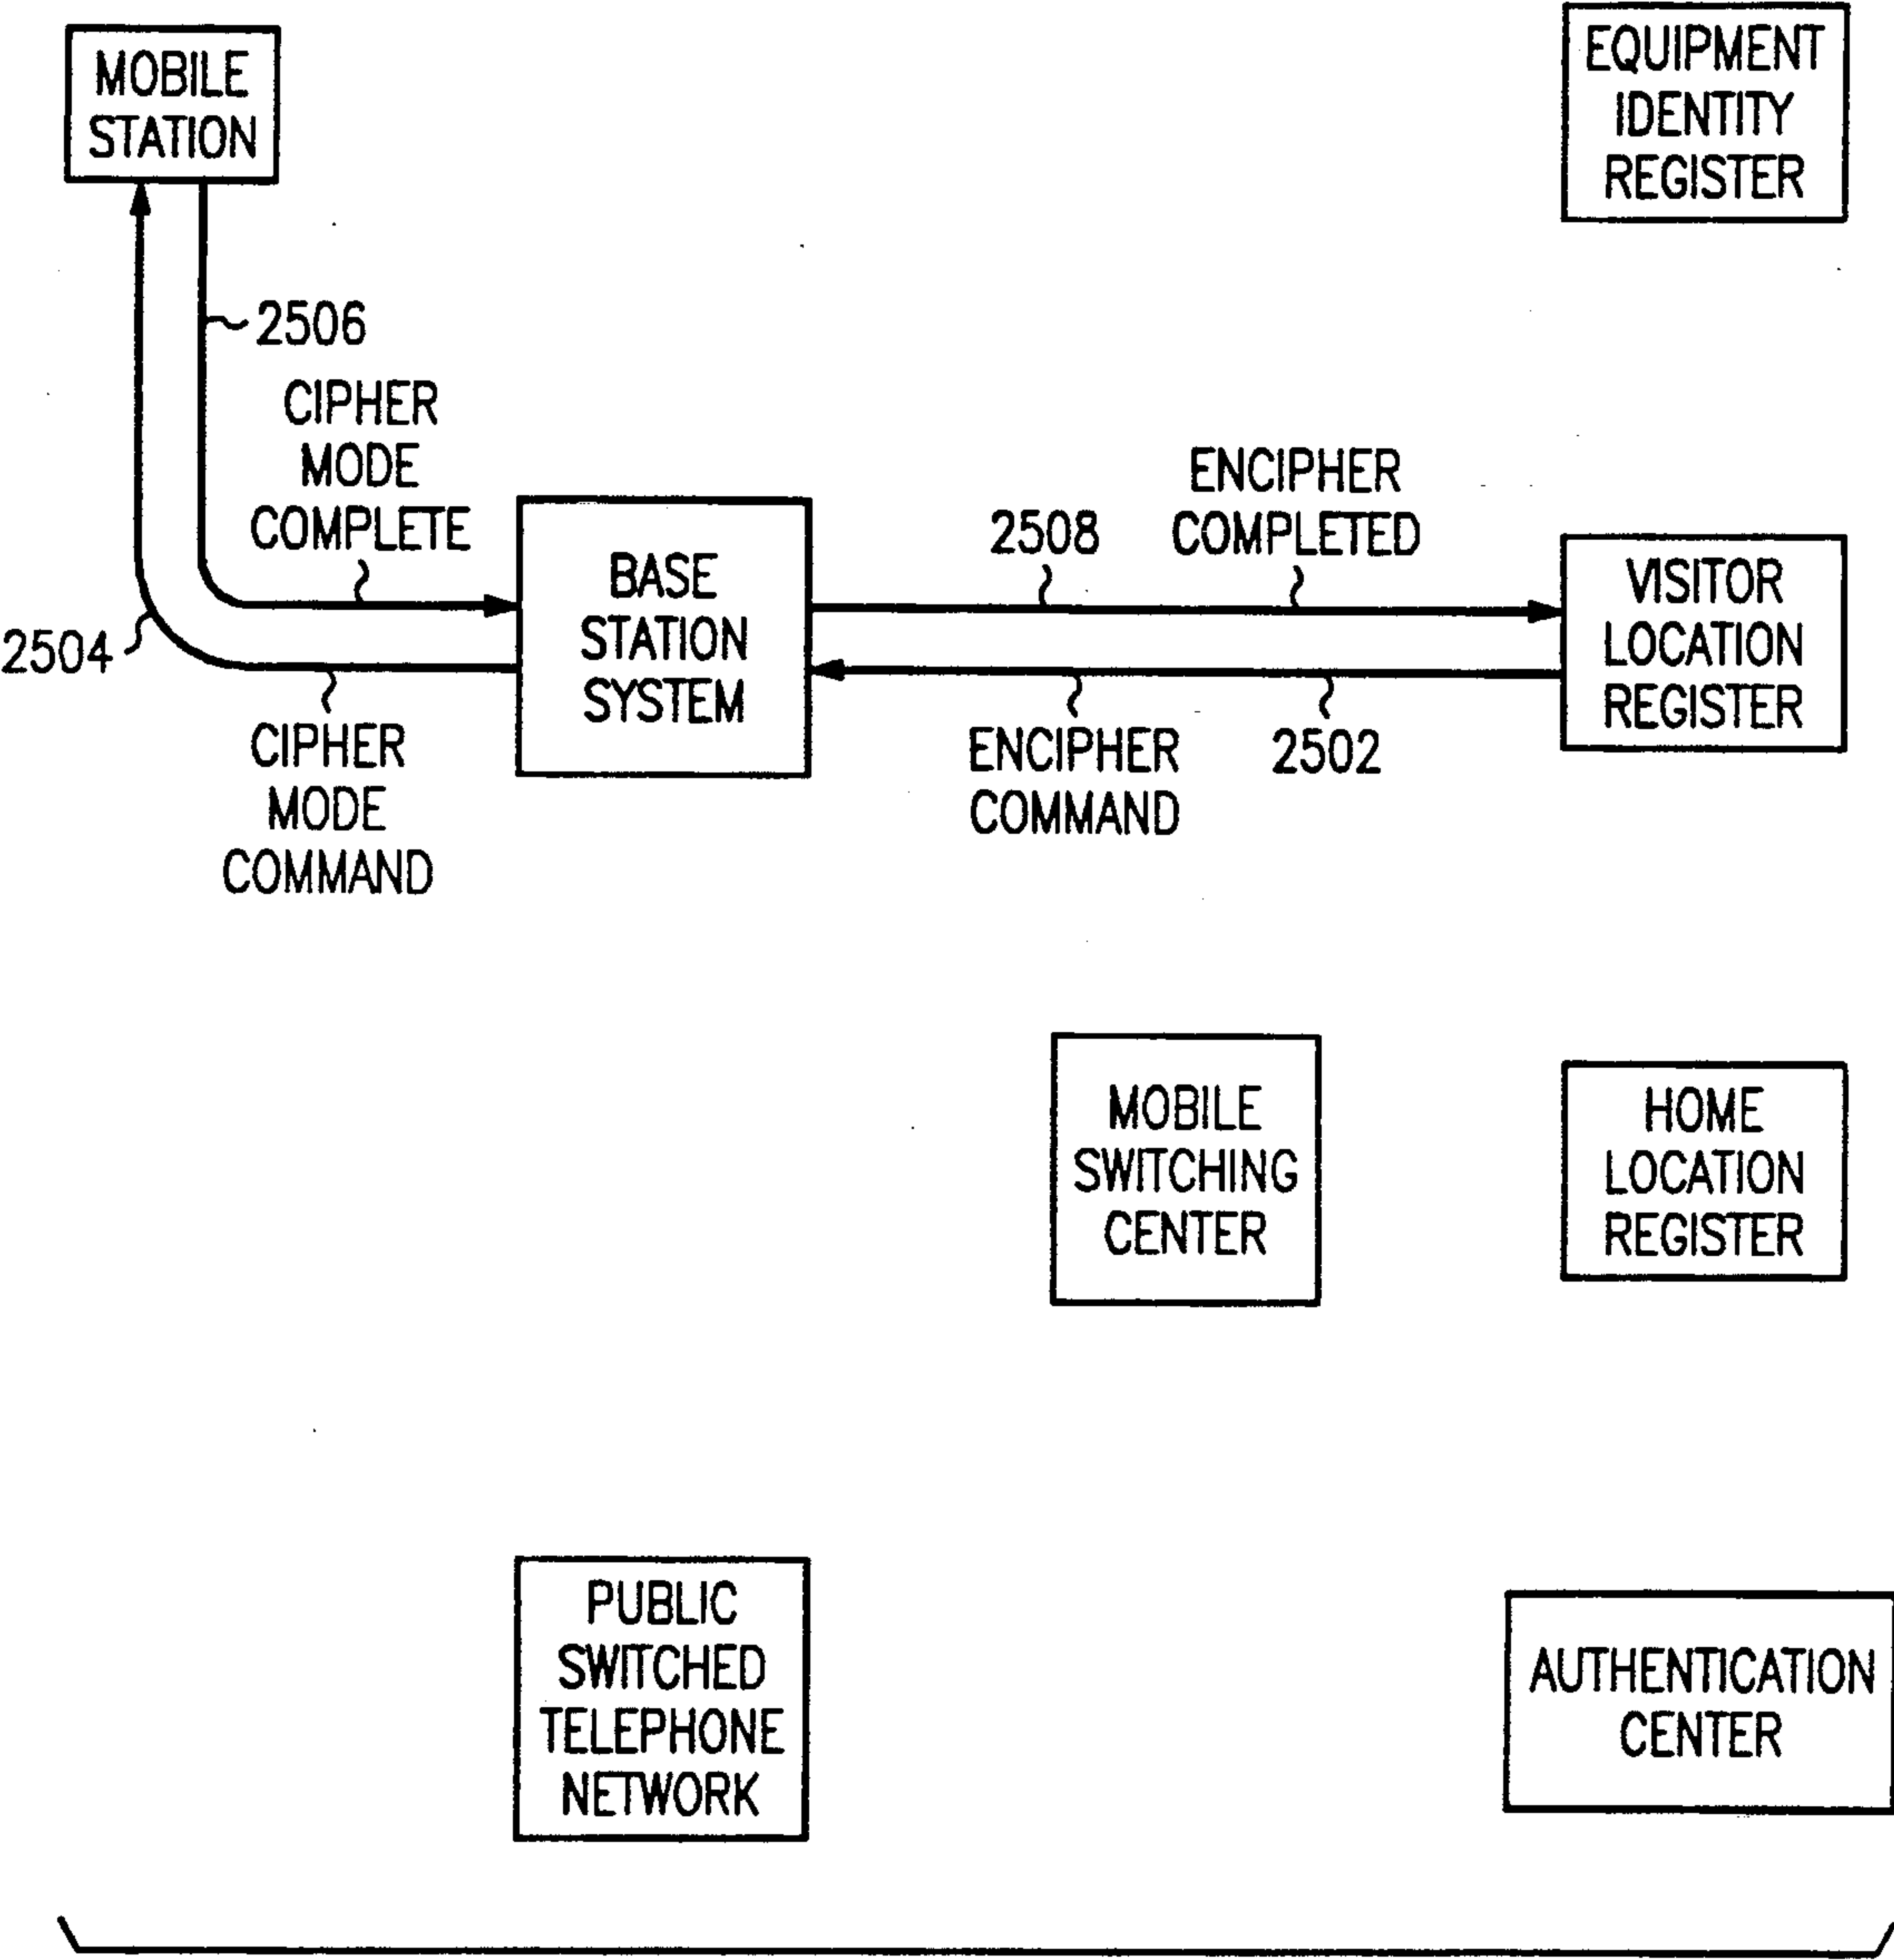 MOBILE
STATION
EQUIPMENT
IDENTITY
REGISTER
2506
CIPHER
MODE
COMPLETE
2504
CIPHER
MODE
COMMAND
BASE
STATION
SYSTEM
2508
ENCIPHER
COMPLETED
ENCIPHER
COMMAND
2502
VISITOR
LOCATION
REGISTER
MOBILE
SWITCHING
CENTER
HOME
LOCATION
REGISTER
PUBLIC
SWITCHED
TELEPHONE
NETWORK
AUTHENTICATION
CENTER